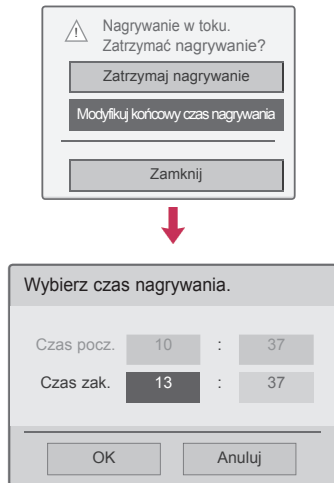 Nagrywanie w toku.
Zatrzymać nagrywanie?
Zatrzymaj nagrywanie
Modyfikuj końcowy czas nagrywania
Zamknij
Wybierz czas nagrywania.
Czas pocz. 10 : 37
Czas zak. 13 : 37
OK Anuluj